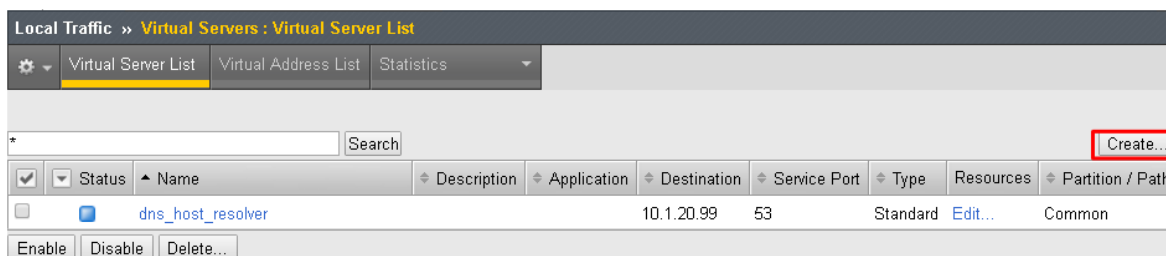 Local Traffic » Virtual Servers : Virtual Server List
Virtual Server List Virtual Address List Statistics
* Search Create...
Status Name Description Application Destination Service Port Type Resources Partition / Path
dns_host_resolver 10.1.20.99 53 Standard Edit... Common
Enable Disable Delete...